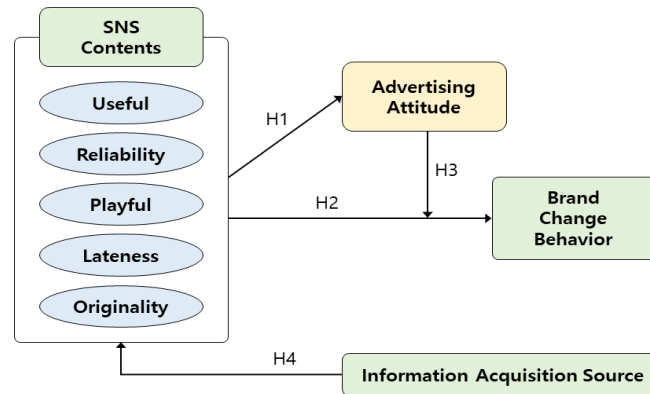 SNS
Contents
Useful
Reliability
Playful
Lateness
Originality
H1
Advertising
Attitude
H3
H2
Brand
Change
Behavior
H4
Information Acquisition Source